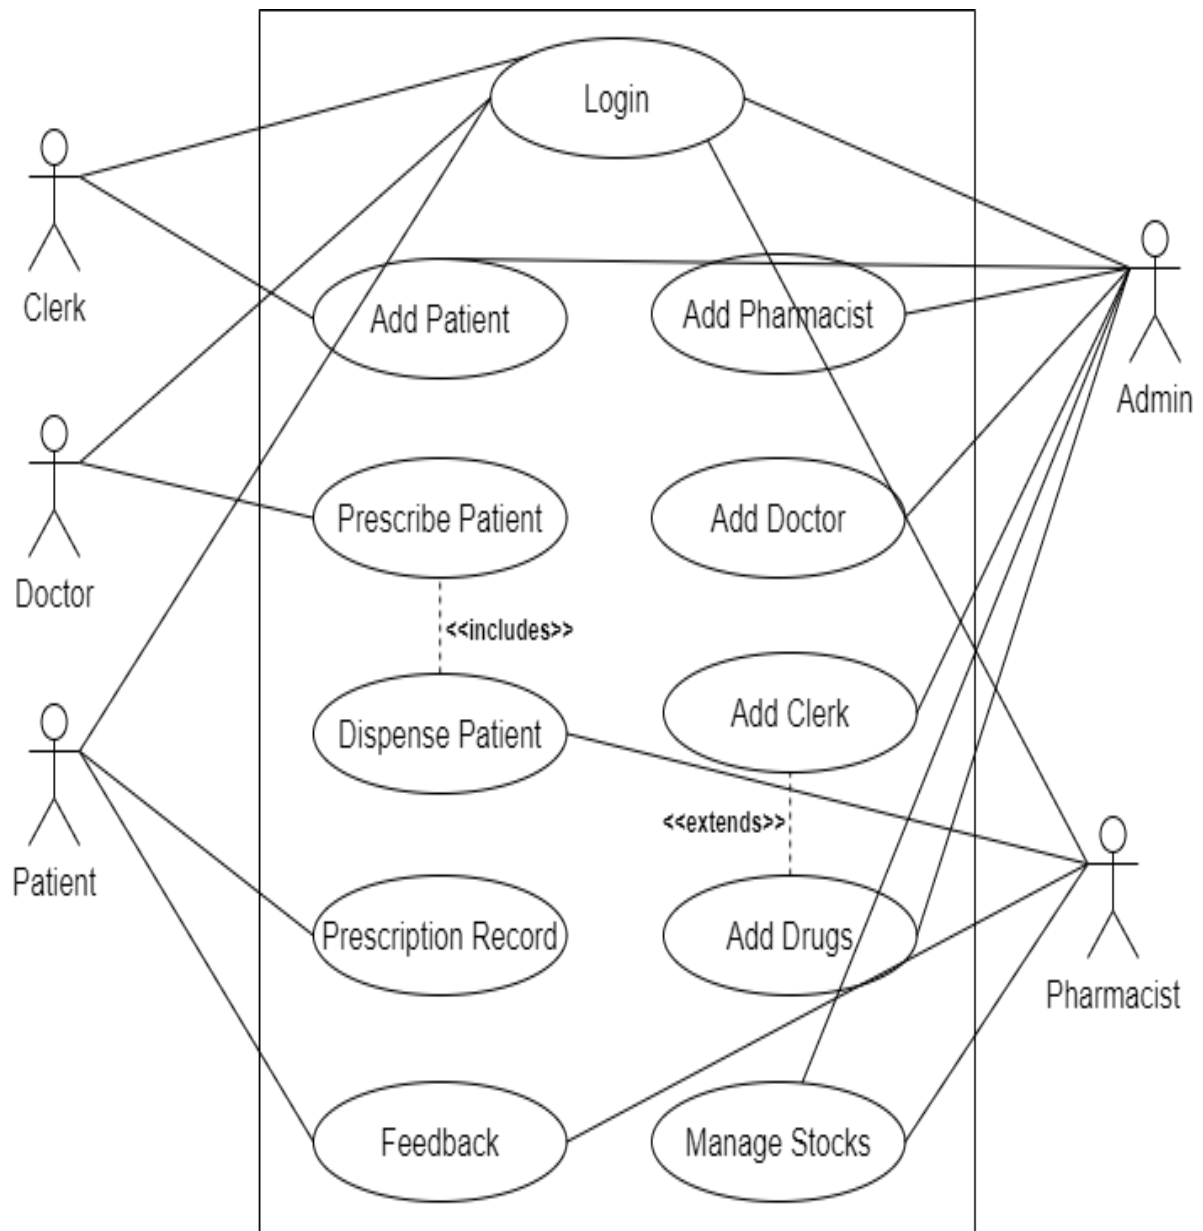 Login
Clerk
Add Patient
Add Pharmacist
Admin
Doctor
Prescribe Patient
Add Doctor
<<includes>>
Patient
Dispense Patient
Add Clerk
<<extends>>
Prescription Record
Add Drugs
Pharmacist
Feedback
Manage Stocks